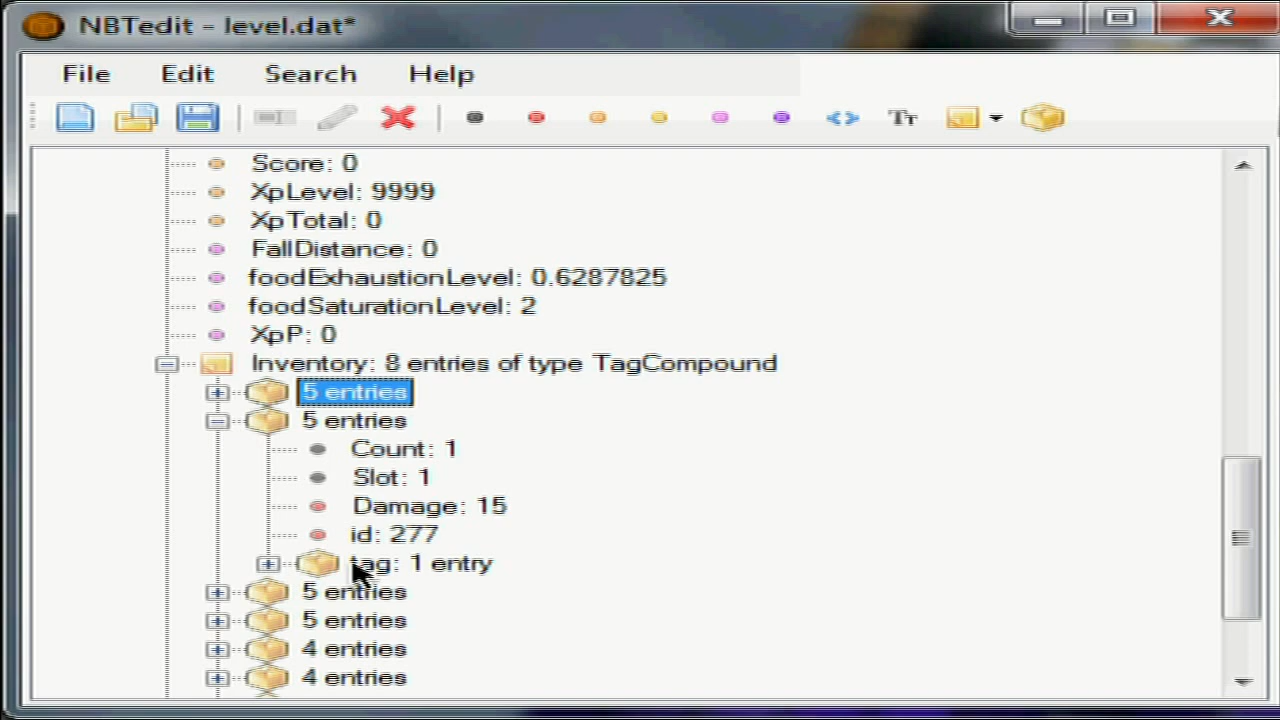 NBTedit - level.dat*
File Edit Search Help
Tt
Score: 0
XpLevel: 9999
XpTotal: 0
FallDistance: 0
foodExhaustionLevel: 0.6287825
foodSaturationLevel: 2
XpP: 0
Inventory: 8 entries of type TagCompound
5 entries
5 entries
Count: 1
Slot: 1
Damage: 15
id: 277
tag: 1 entry
5 entries
5 entries
4 entries
4 entries